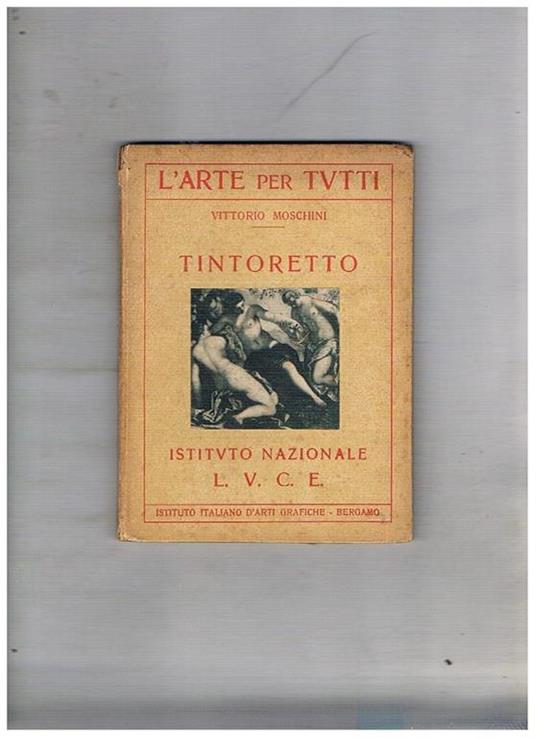 L'ARTE PER TVTTI
VITTORIO MOSCHINI
TINTORETTO
ISTITVTO NAZIONALE
L. V. C. E.
ISTITUTO ITALIANO D'ARTI GRAFICHE - BERGAMO